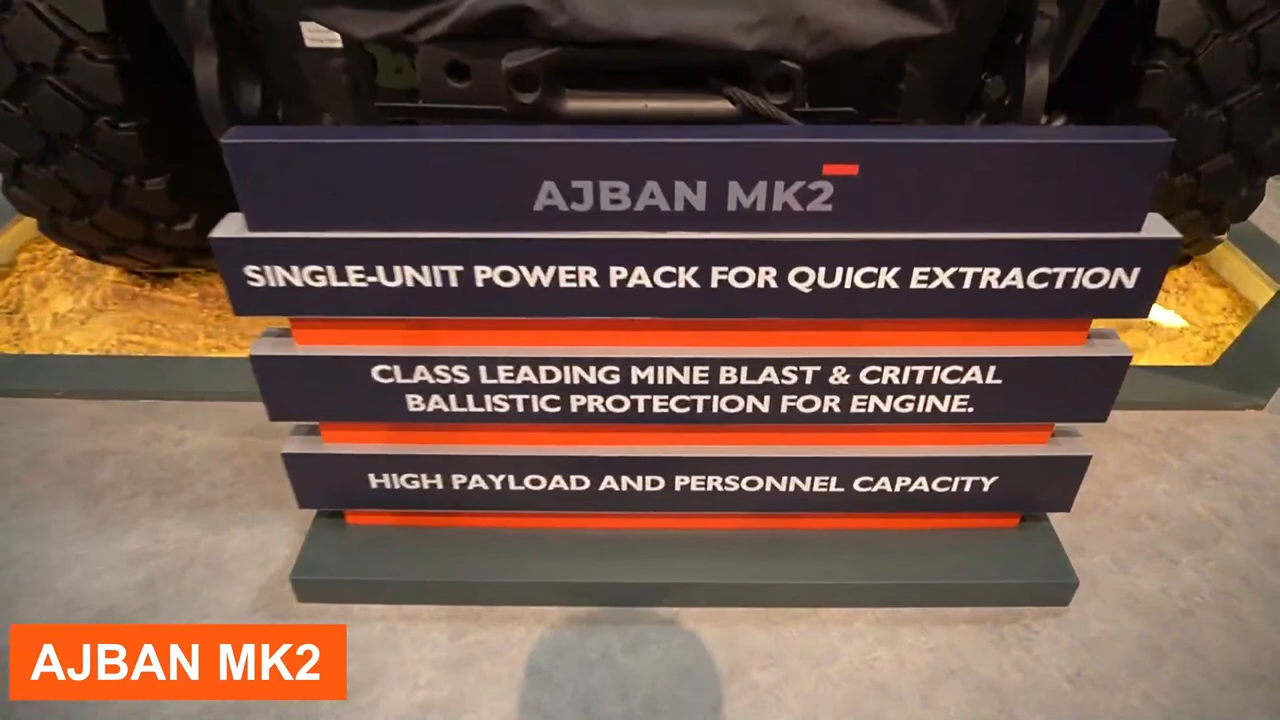 AJBAN MK2
SINGLE-UNIT POWER PACK FOR QUICK EXTRACTION
CLASS LEADING MINE BLAST & CRITICAL
BALLISTIC PROTECTION FOR ENGINE.
HIGH PAYLOAD AND PERSONNEL CAPACITY
AJBAN MK2